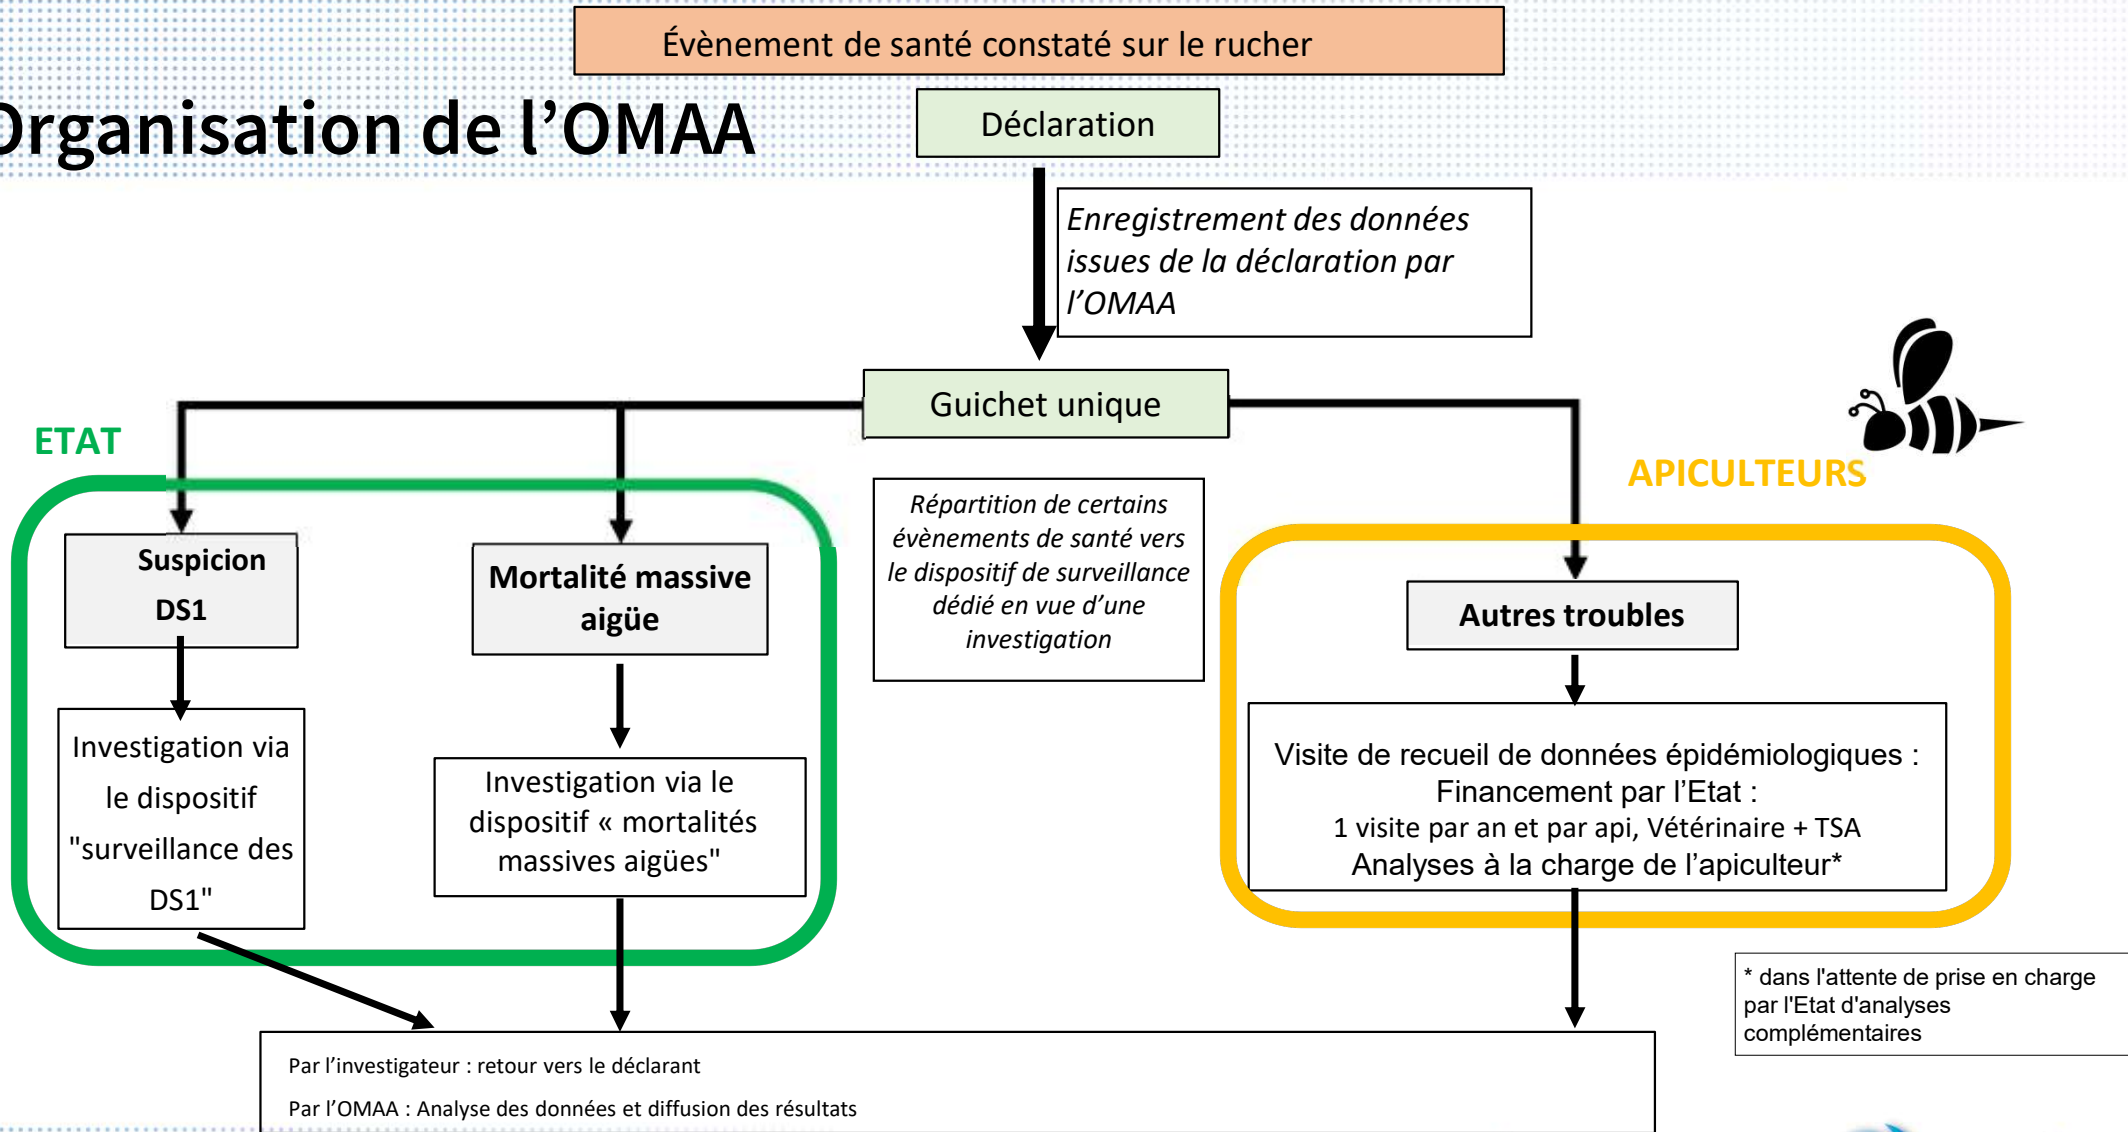 Évènement de santé constaté sur le rucher
Organisation de l’OMAA
Déclaration
Enregistrement des données
issues de la déclaration par
l’OMAA
Guichet unique
ETAT
APICULTEURS
Répartition de certains
évènements de santé vers
le dispositif de surveillance
dédié en vue d’une
investigation
Suspicion
DS1
Mortalité massive
aigüe
Autres troubles
Investigation via
le dispositif
"surveillance des
DS1"
Investigation via le
dispositif « mortalités
massives aigües"
Visite de recueil de données épidémiologiques :
Financement par l’Etat :
1 visite par an et par api, Vétérinaire + TSA
Analyses à la charge de l’apiculteur*
* dans l'attente de prise en charge
par l'Etat d'analyses
complémentaires
Par l’investigateur : retour vers le déclarant
Par l’OMAA : Analyse des données et diffusion des résultats